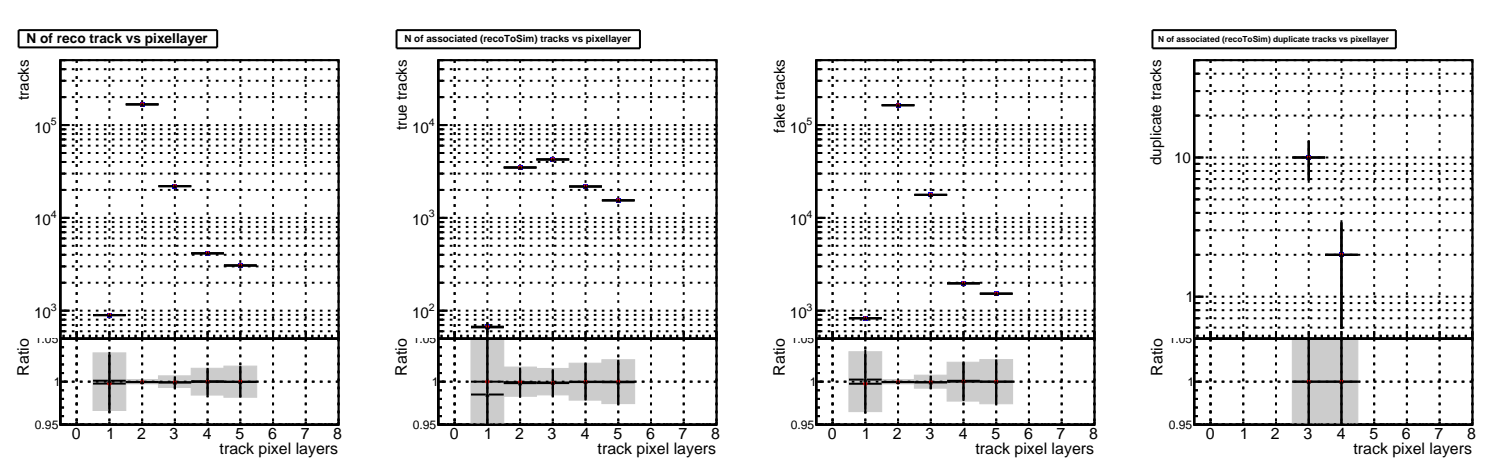 N of reco track vs pixellayer
tracks
10^5
10^4
10^3
1.05
Ratio
1
0.95
0 1 2 3 4 5 6 7 8
track pixel layers
N of associated (recoToSim) tracks vs pixellayer
true tracks
10^4
10^3
10^2
1.05
Ratio
1
0.95
0 1 2 3 4 5 6 7 8
track pixel layers
fake tracks
10^5
10^4
10^3
1.05
Ratio
1
0.95
0 1 2 3 4 5 6 7 8
track pixel layers
N of associated (recoToSim) duplicate tracks vs pixellayer
duplicate tracks
10
1
1.05
Ratio
1
0.95
0 1 2 3 4 5 6 7 8
track pixel layers